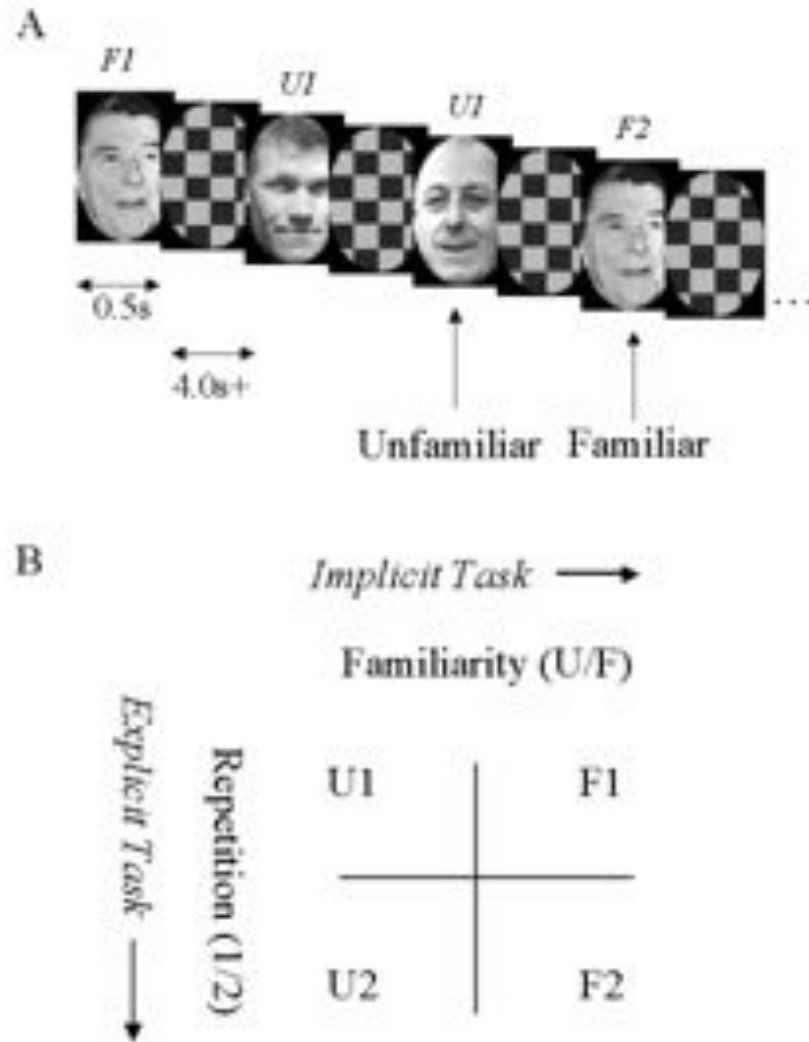 A
F1
U1
U1
F2
0.5s
4.0s+
...
Unfamiliar Familiar
B
Implicit Task
Familiarity (U/F)
Explicit Task
Repetition (1/2)
U1 F1
U2 F2